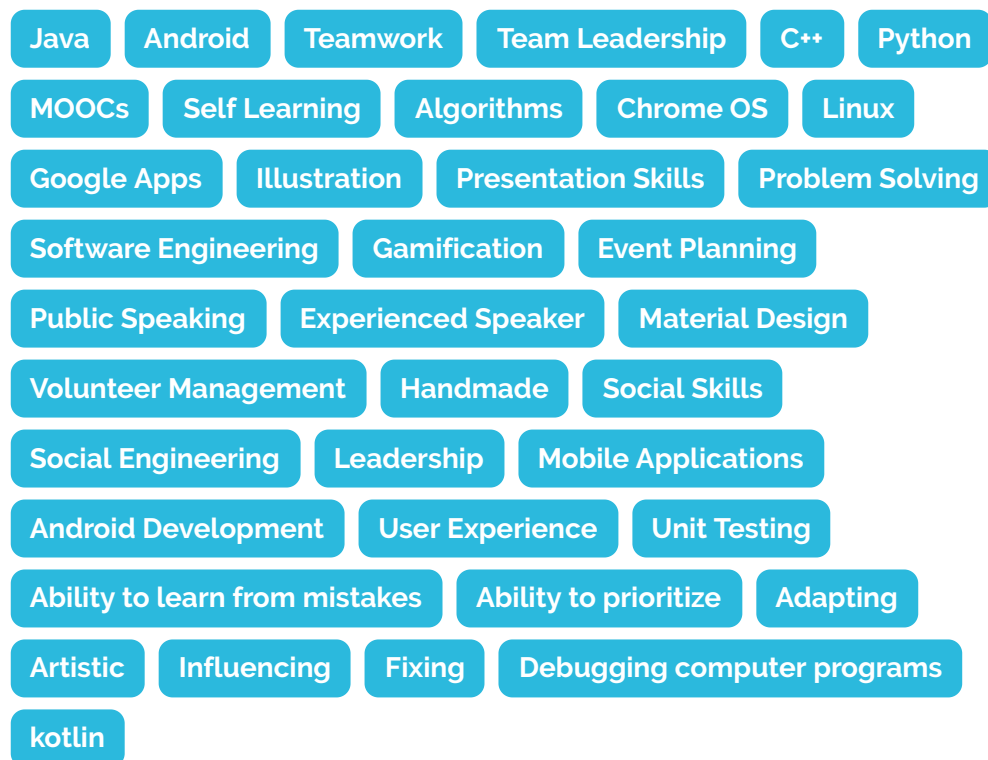 Java Android Teamwork Team Leadership C++ Python
MOOCs Self Learning Algorithms Chrome OS Linux
Google Apps Illustration Presentation Skills Problem Solving
Software Engineering Gamification Event Planning
Public Speaking Experienced Speaker Material Design
Volunteer Management Handmade Social Skills
Social Engineering Leadership Mobile Applications
Android Development User Experience Unit Testing
Ability to learn from mistakes Ability to prioritize Adapting
Artistic Influencing Fixing Debugging computer programs
kotlin